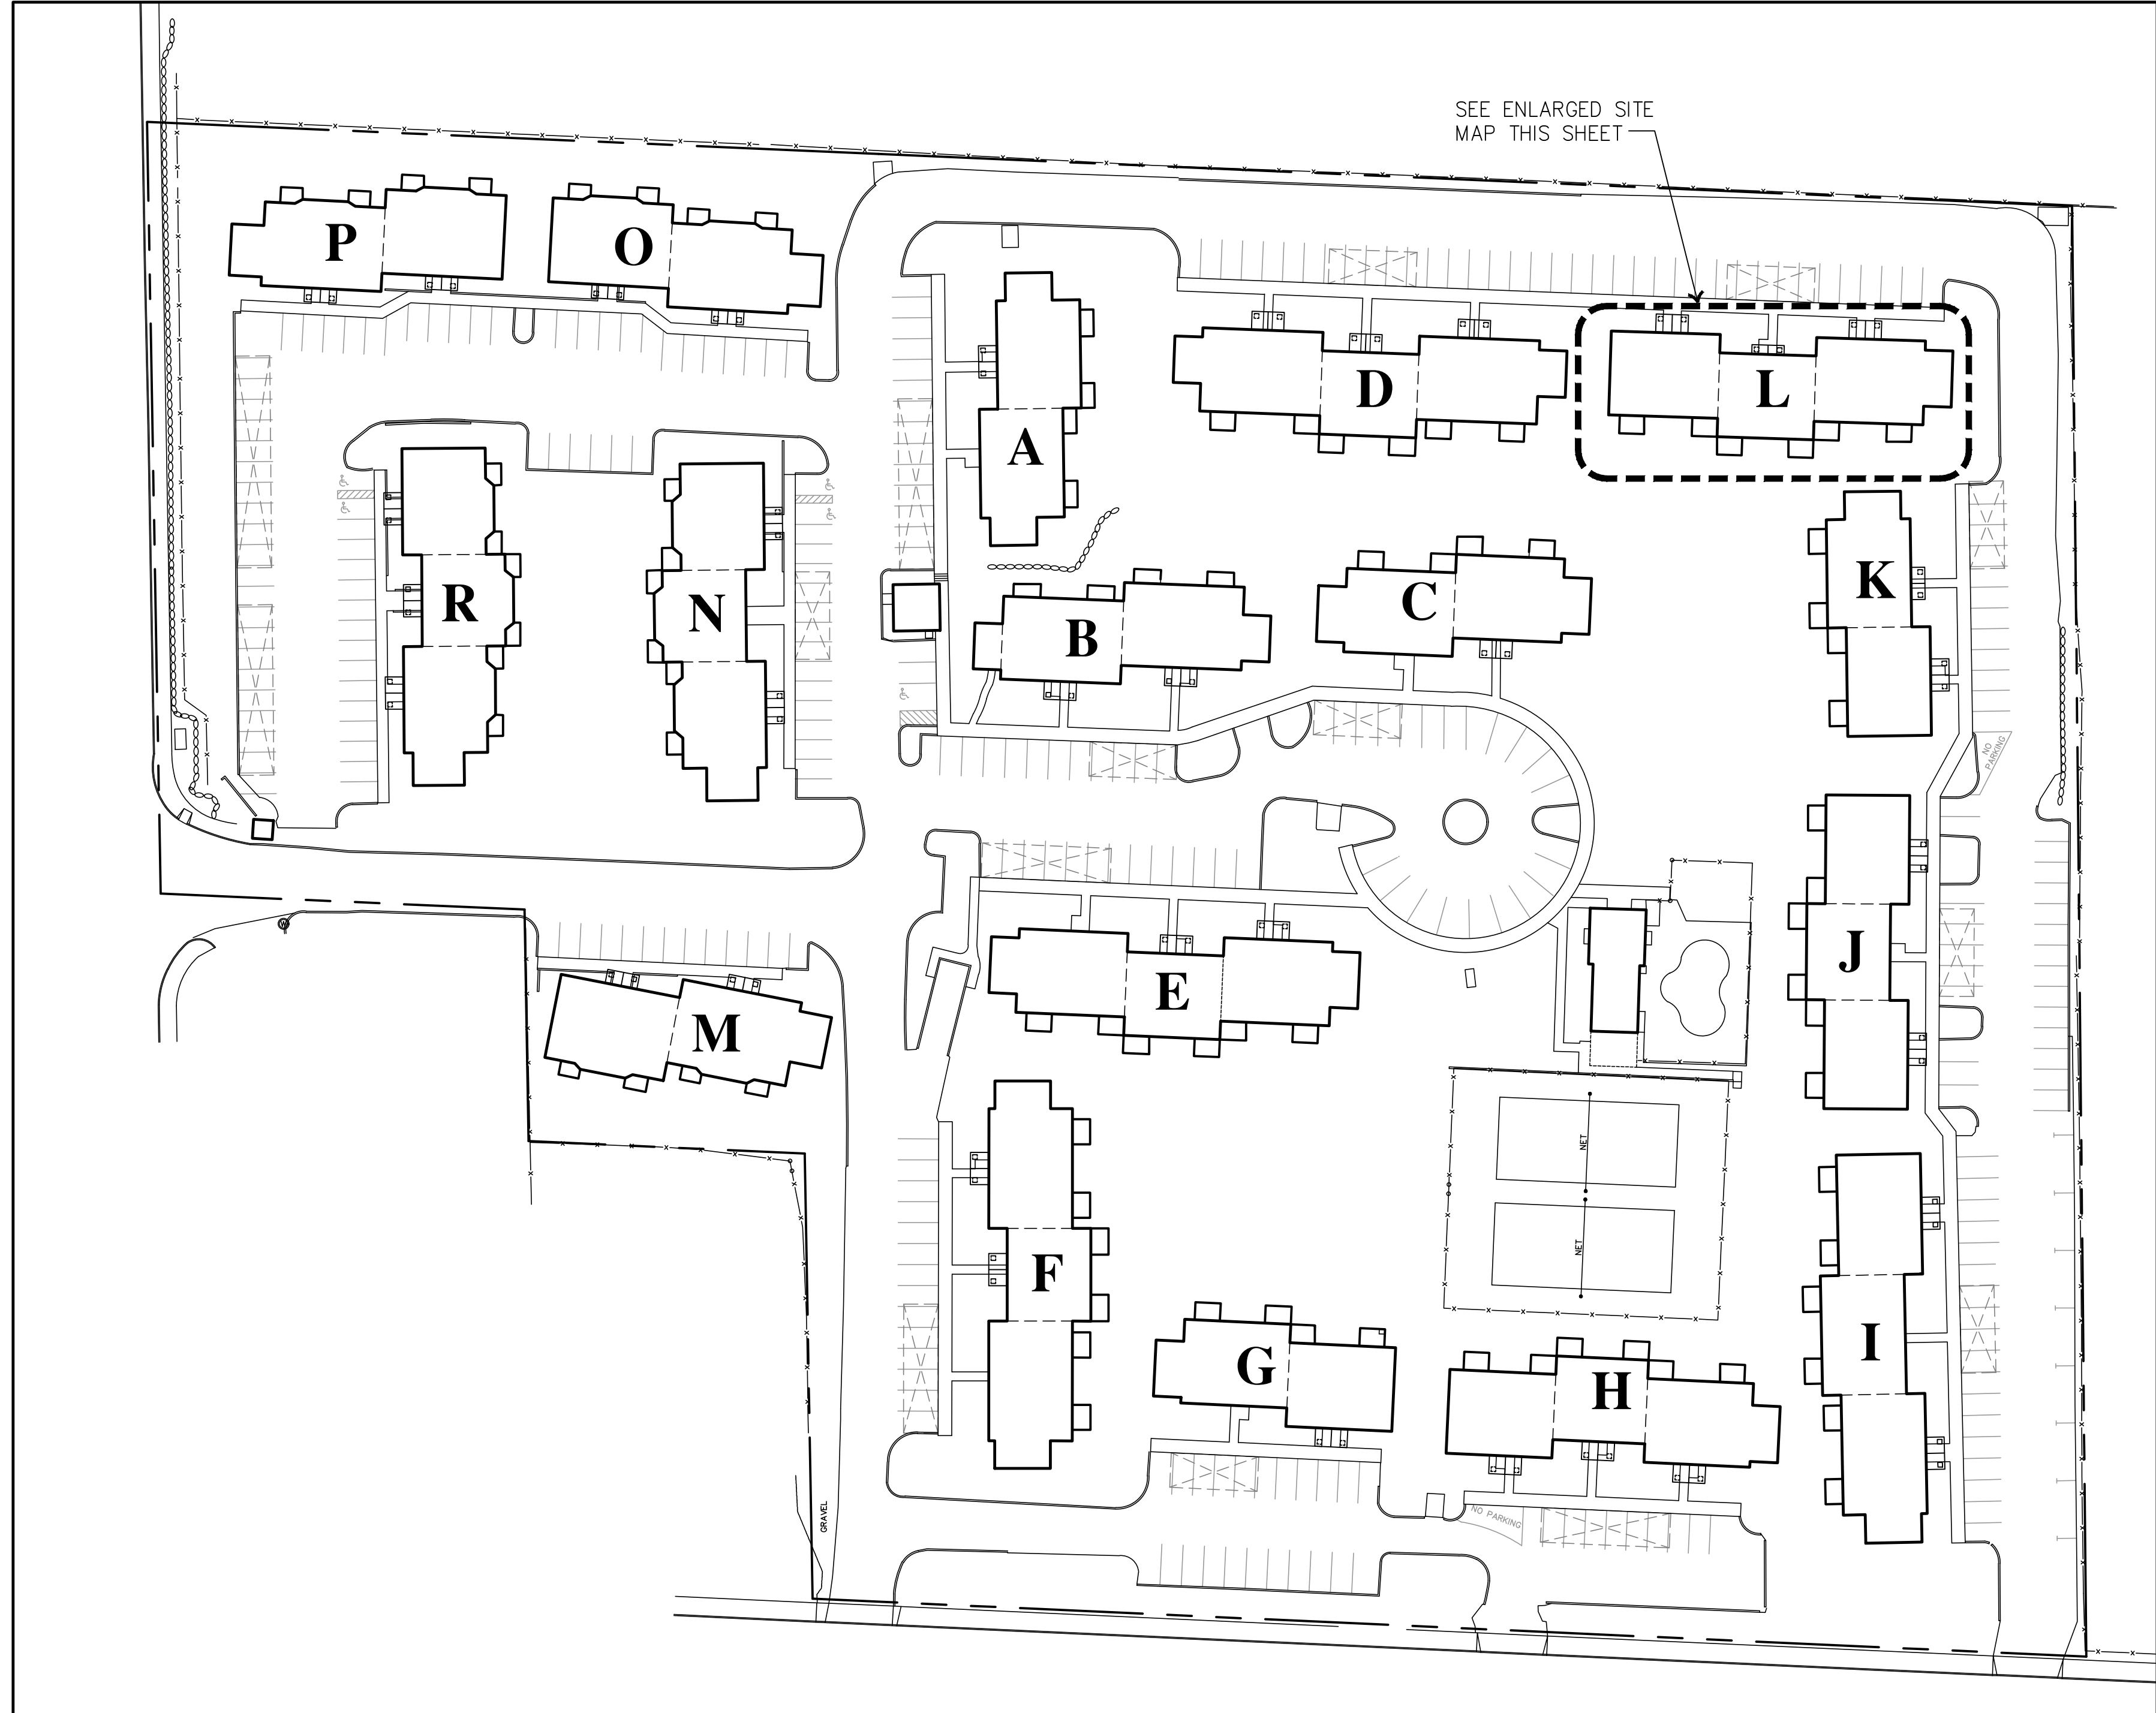 SEE ENLARGED SITE
MAP THIS SHEET
P
O
D
L
A
K
C
R
N
B
NO
PARKING
J
E
M
NET
NET
F
I
G
H
GRAVEL
NO PARKING
W